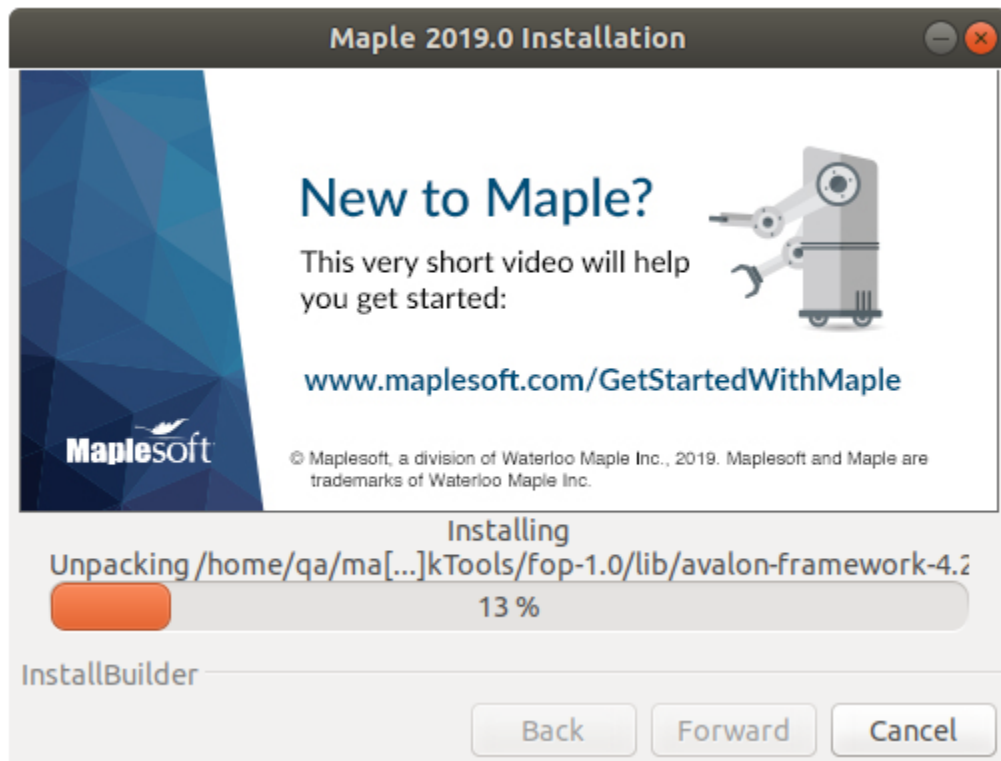 Maple 2019.0 Installation
New to Maple?
This very short video will help
you get started:
www.maplesoft.com/GetStartedWithMaple
Maplesoft
© Maplesoft, a division of Waterloo Maple Inc., 2019. Maplesoft and Maple are
trademarks of Waterloo Maple Inc.
Installing
Unpacking /home/qa/ma[...]kTools/fop-1.0/lib/avalon-framework-4.2
13 %
InstallBuilder
Back
Forward
Cancel